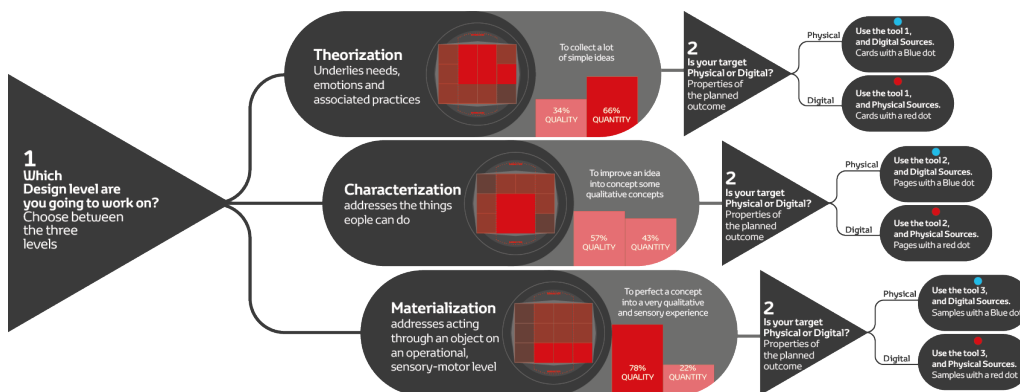 1
Which
Design level are
you going to work on?
Choose between
the three
levels
Theorization
Underlies needs,
emotions and
associated practices
To collect a lot
of simple ideas
34%
QUALITY
66%
QUANTITY
2
Is your target
Physical or Digital?
Properties of
the planned
outcome
Physical
Use the tool 1,
and Digital Sources.
Cards with a Blue dot
Digital
Use the tool 1,
and Physical Sources.
Cards with a red dot
Characterization
addresses the things
eople can do
To improve an idea
into concept some
qualitative concepts
57%
QUALITY
43%
QUANTITY
2
Is your target
Physical or Digital?
Properties of
the planned
outcome
Physical
Use the tool 2,
and Digital Sources.
Pages with a Blue dot
Digital
Use the tool 2,
and Physical Sources.
Pages with a red dot
Materialization
addresses acting
through an object on
an operational,
sensory-motor level
To perfect a concept
into a very qualitative
and sensory experience
78%
QUALITY
22%
QUANTITY
2
Is your target
Physical or Digital?
Properties of
the planned
outcome
Physical
Use the tool 3,
and Digital Sources.
Samples with a Blue dot
Digital
Use the tool 3,
and Physical Sources.
Samples with a red dot